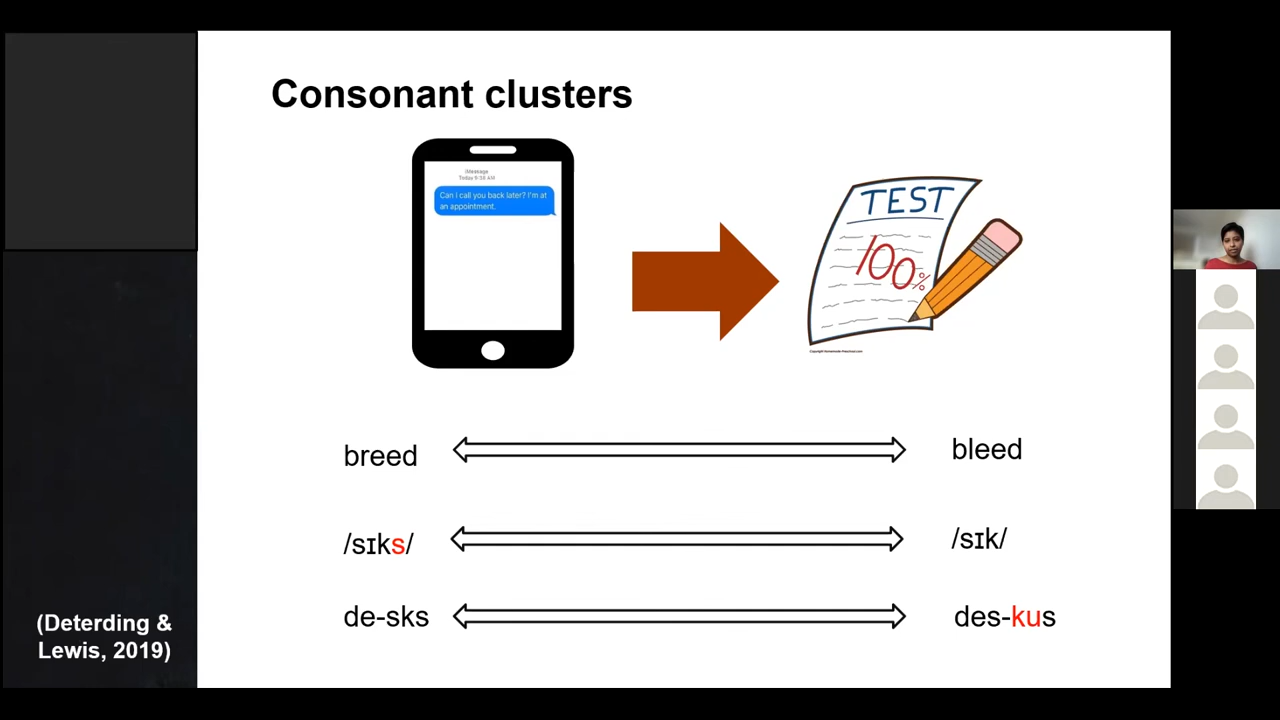 Consonant clusters
iMessage
Today 9:38 AM
Can I call you back later? I'm at
an appointment.
TEST
100%
breed
bleed
/sɪks/
/sɪk/
de-sks
des-kus
(Deterding &
Lewis, 2019)